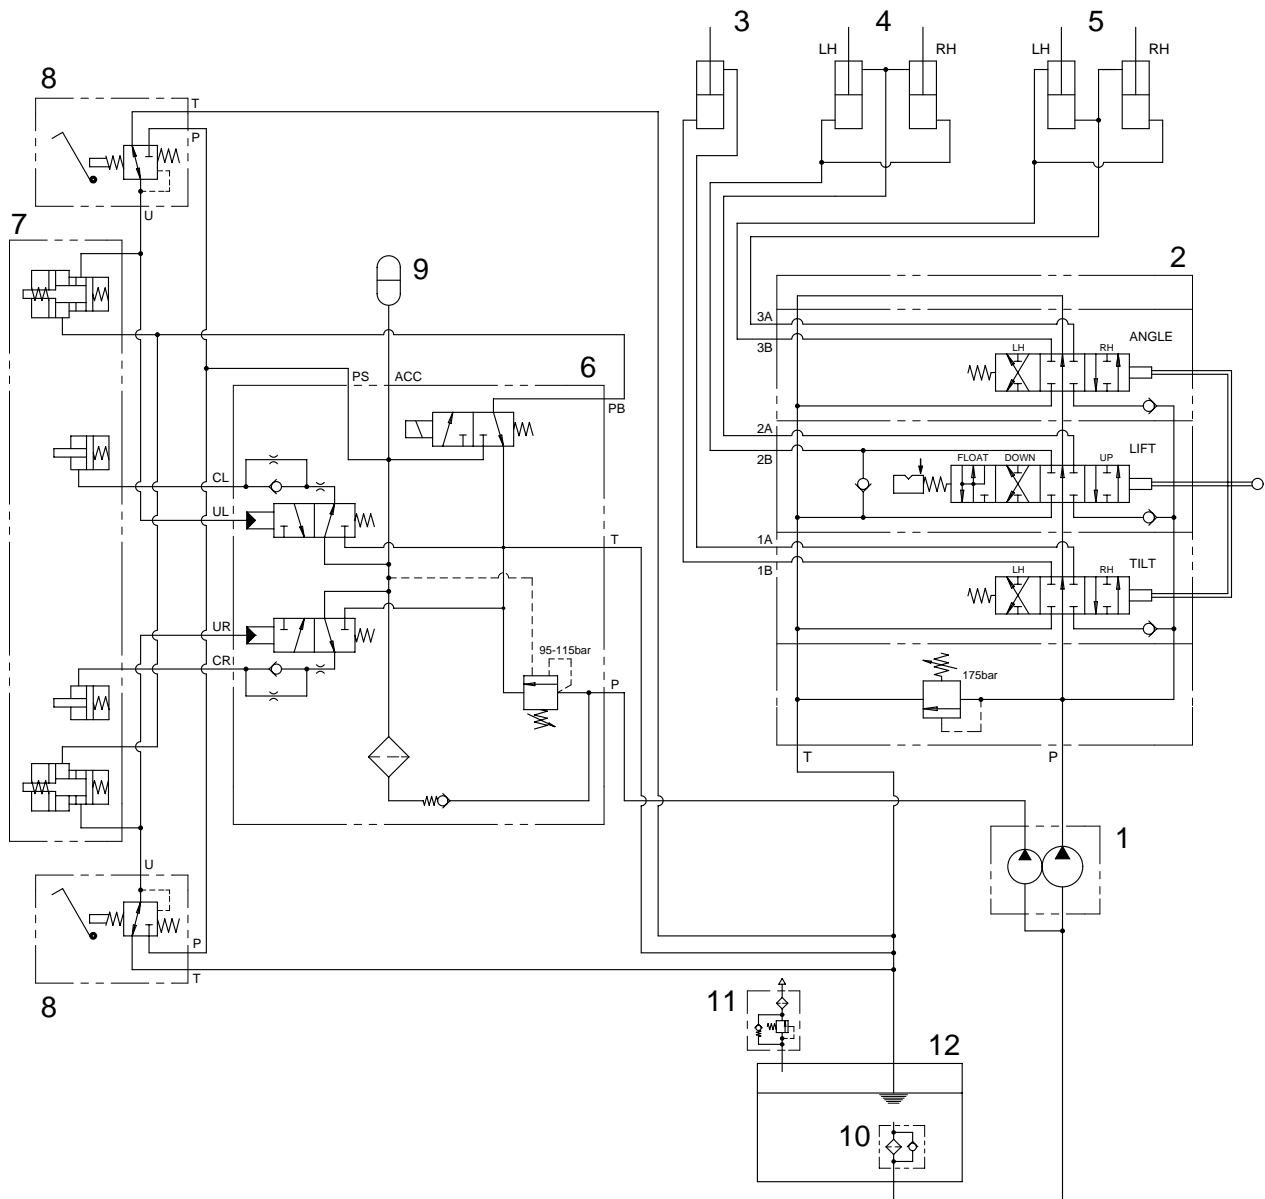 3
4
5
LH
RH
LH
RH
8
T
P
U
7
9
2
3A
3B
ANGLE
LH
RH
6
PS
ACC
PB
2A
2B
LIFT
FLOAT
DOWN
UP
CL
UL
T
1A
1B
TILT
LH
RH
UR
CR
95-115bar
P
175bar
T
P
1
U
P
T
8
11
12
10